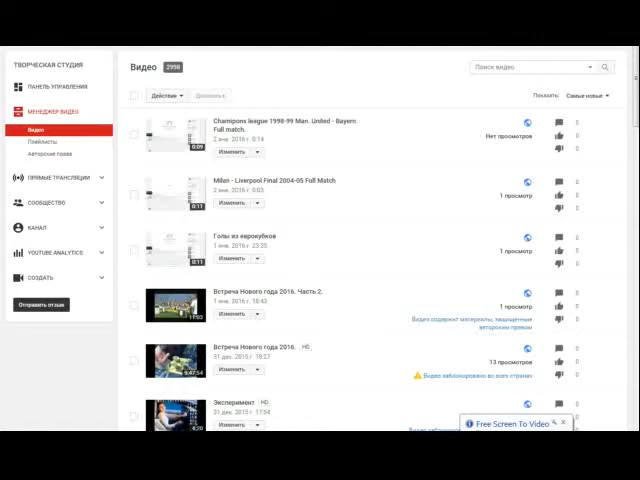 ТВОРЧЕСКАЯ СТУДИЯ
ПАНЕЛЬ УПРАВЛЕНИЯ
МЕНЕДЖЕР ВИДЕО
Видео
Плейлисты
Авторские права
ПРЯМЫЕ ТРАНСЛЯЦИИ
СООБЩЕСТВО
КАНАЛ
YOUTUBE ANALYTICS
СОЗДАТЬ
Отправить отзыв
Видео 2958
Поиск видео
Действия
Добавить в
Показать: Самые новые
Chamipons league 1998-99 Man. United - Bayern
Full match.
2 янв. 2016 г. 0:14
Изменить
0:09
Нет просмотров
0
0
0
Milan - Liverpool Final 2004-05 Full Match
2 янв. 2016 г. 0:03
Изменить
0:11
1 просмотр
0
0
0
Голы из еврокубков
1 янв. 2016 г. 23:20
Изменить
0:11
1 просмотр
0
0
0
Встреча Нового года 2016. Часть 2.
1 янв. 2016 г. 18:43
Изменить
11:03
1 просмотр
Видео содержит материалы, защищенные
авторским правом
0
0
0
Встреча Нового года 2016. HD
31 дек. 2015 г. 18:27
Изменить
9:47:54
13 просмотров
Видео заблокировано во всех странах
0
0
0
Эксперимент HD
31 дек. 2015 г. 17:54
Изменить
4:20
0
0
Free Screen To Video